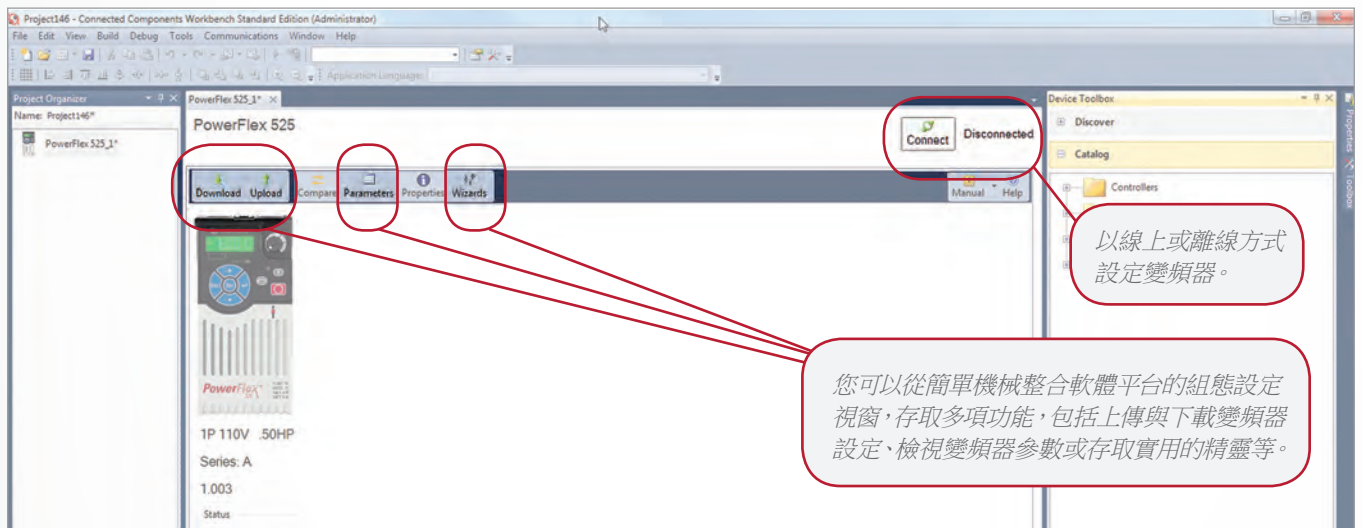 Project146 - Connected Components Workbench Standard Edition (Administrator)
File Edit View Build Debug Tools Communications Window Help
Application Language:
Project Organizer
Name: Project146*
PowerFlex 525_1*
PowerFlex 525_1*
PowerFlex 525
Connect Disconnected
Download Upload Compare Parameters Properties Wizards
Manual Help
PowerFlex
1P 110V .50HP
Series: A
1.003
Status
Device Toolbox
Discover
Catalog
Controllers
Properties
Toolbox
以線上或離線方式
設定變頻器。
您可以從簡單機械整合軟體平台的組態設定
視窗,存取多項功能,包括上傳與下載變頻器
設定、檢視變頻器參數或存取實用的精靈等。